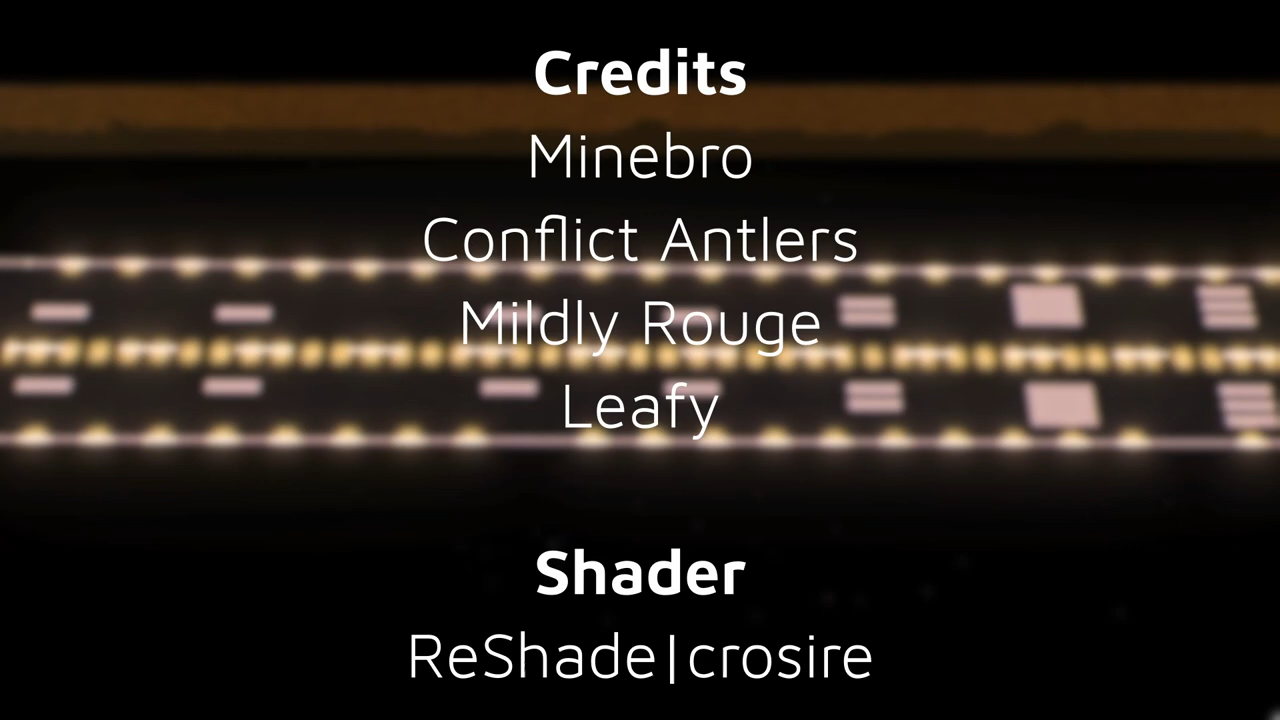 Credits
Minebro
Conflict Antlers
Mildly Rouge
Leafy
Shader
ReShade|crosire